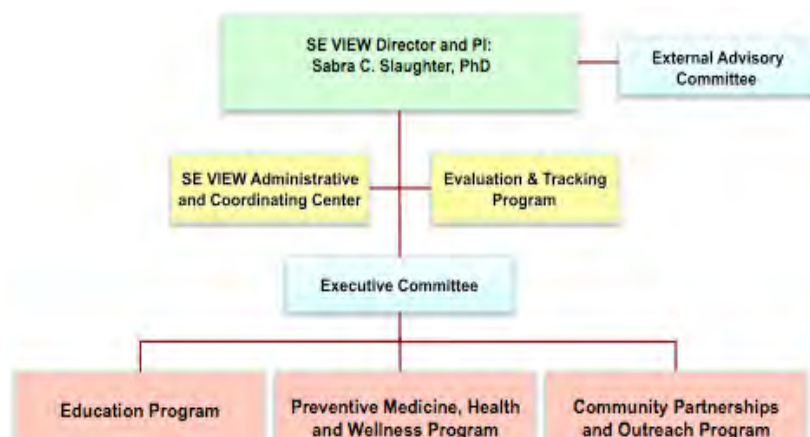 SE VIEW Director and PI:
Sabra C. Slaughter, PhD
External Advisory
Committee
SE VIEW Administrative
and Coordinating Center
Evaluation & Tracking
Program
Executive Committee
Education Program
Preventive Medicine, Health
and Wellness Program
Community Partnerships
and Outreach Program